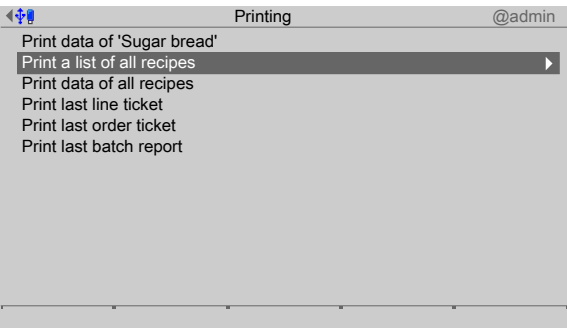 Printing
@admin
Print data of 'Sugar bread'
Print a list of all recipes
Print data of all recipes
Print last line ticket
Print last order ticket
Print last batch report